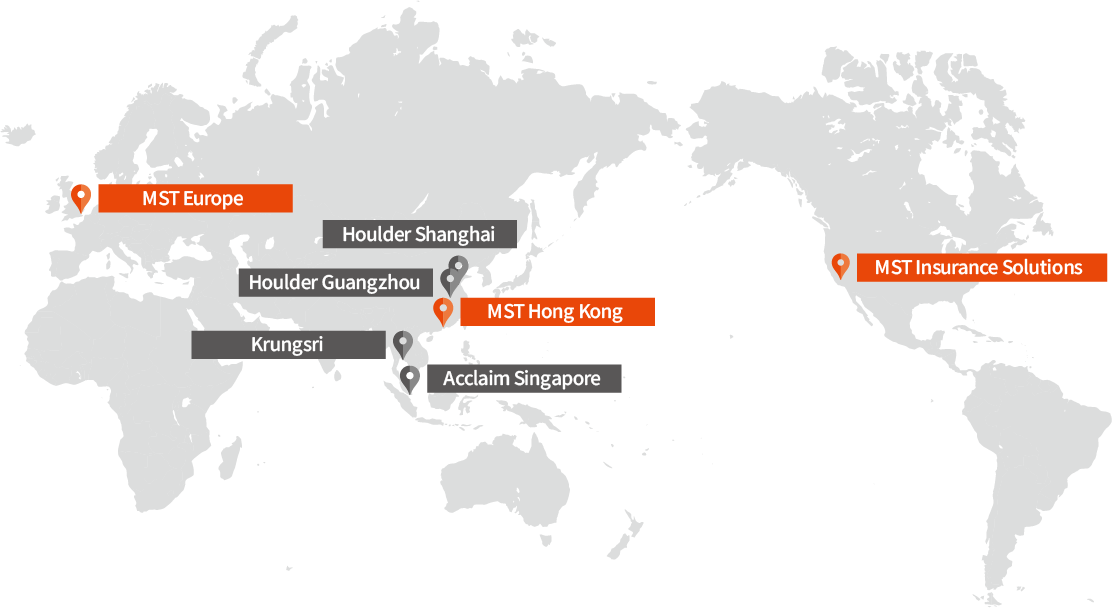 MST Europe
Houlder Shanghai
MST Insurance Solutions
Houlder Guangzhou
MST Hong Kong
Krungsri
Acclaim Singapore